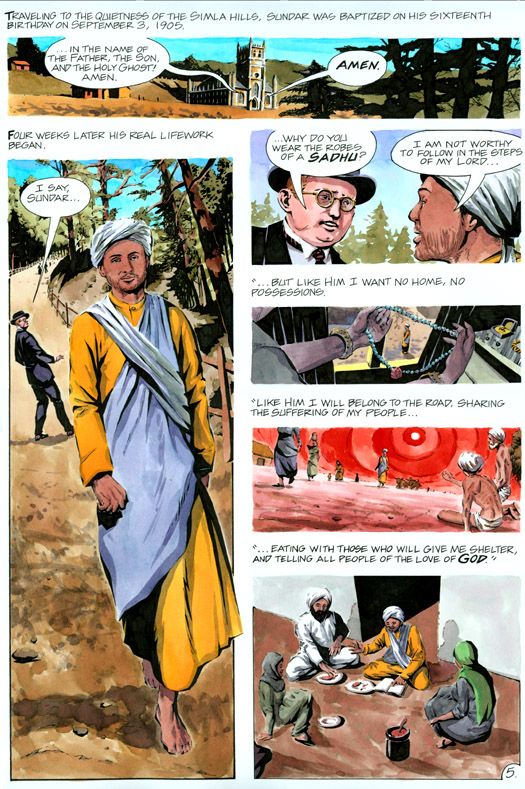 TRAVELING TO THE QUIETNESS OF THE SIMLA HILLS, SUNDAR WAS BAPTIZED ON HIS SIXTEENTH
BIRTHDAY ON SEPTEMBER 3, 1905.
...IN THE NAME
OF THE FATHER, THE SON,
AND THE HOLY GHOST!
AMEN.
AMEN.
FOUR WEEKS LATER HIS REAL LIFEWORK
BEGAN.
I SAY,
SUNDAR...
...WHY DO YOU
WEAR THE ROBES
OF A SADHU?
I AM NOT WORTHY
TO FOLLOW IN THE STEPS
OF MY LORD...
"...BUT LIKE HIM I WANT NO HOME, NO
POSSESSIONS.
"LIKE HIM I WILL BELONG TO THE ROAD. SHARING
THE SUFFERING OF MY PEOPLE...
"...EATING WITH THOSE WHO WILL GIVE ME SHELTER,
AND TELLING ALL PEOPLE OF THE LOVE OF GOD."
5.